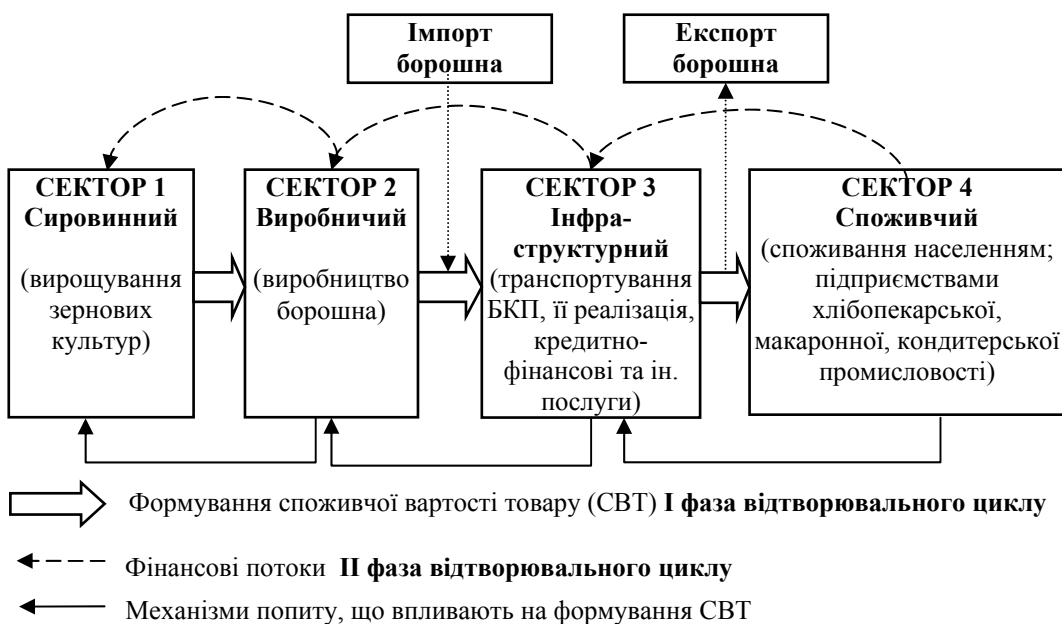 Імпорт
борошна
Експорт
борошна
СЕКТОР 1
Сировинний
(вирощування
зернових
культур)
СЕКТОР 2
Виробничий
(виробництво
борошна)
СЕКТОР 3
Інфра-
структурний
(транспортування
БКП, її реалізація,
кредитно-
фінансові та ін.
послуги)
СЕКТОР 4
Споживчий
(споживання населенням;
підприємствами
хлібопекарської,
макаронної, кондитерської
промисловості)
Формування споживчої вартості товару (СВТ) І фаза відтворювального циклу
Фінансові потоки ІІ фаза відтворювального циклу
Механізми попиту, що впливають на формування СВТ